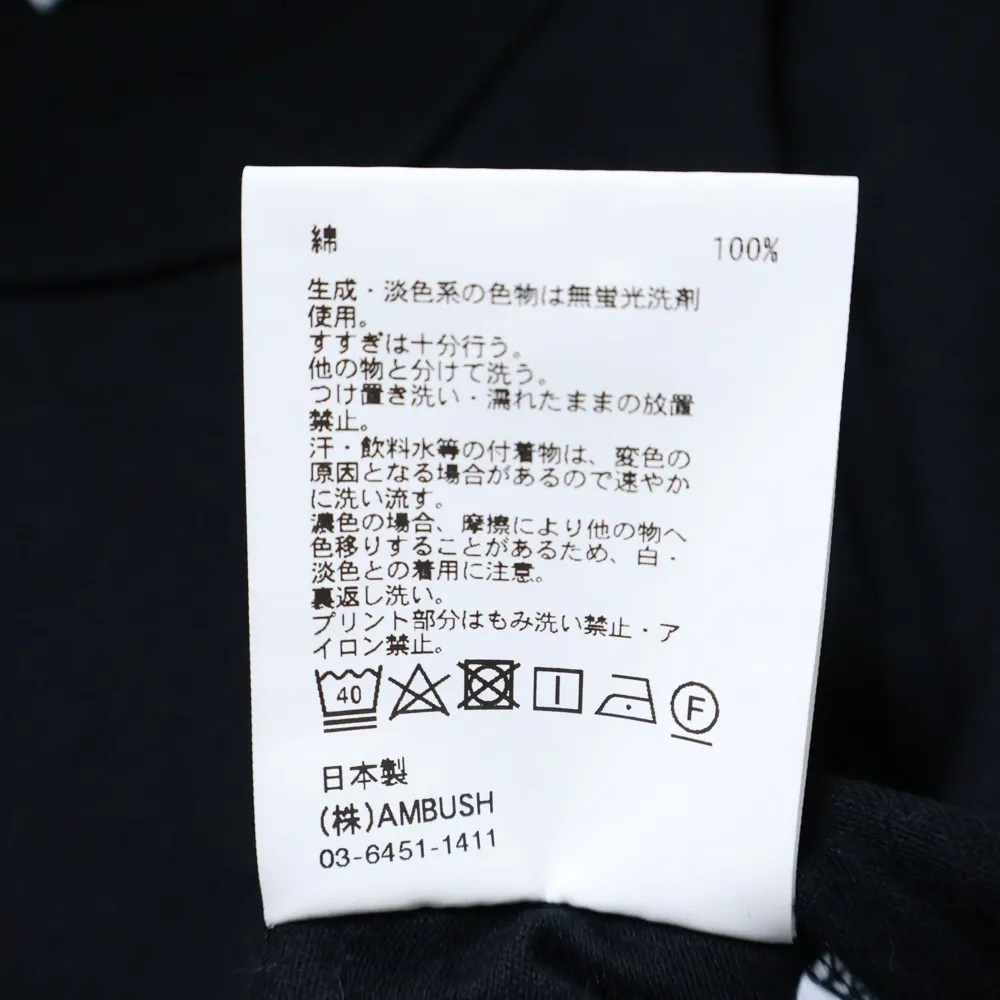 綿 100%
生成・淡色系の色物は無蛍光洗剤
使用。
すすぎは十分行う。
他の物と分けて洗う。
つけ置き洗い・濡れたままの放置
禁止。
汗・飲料水等の付着物は、変色の
原因となる場合があるので速やか
に洗い流す。
濃色の場合、摩擦により他の物へ
色移りすることがあるため、白・
淡色との着用に注意。
裏返し洗い。
プリント部分はもみ洗い禁止・ア
イロン禁止。
40 F
日本製
(株)AMBUSH
03-6451-1411